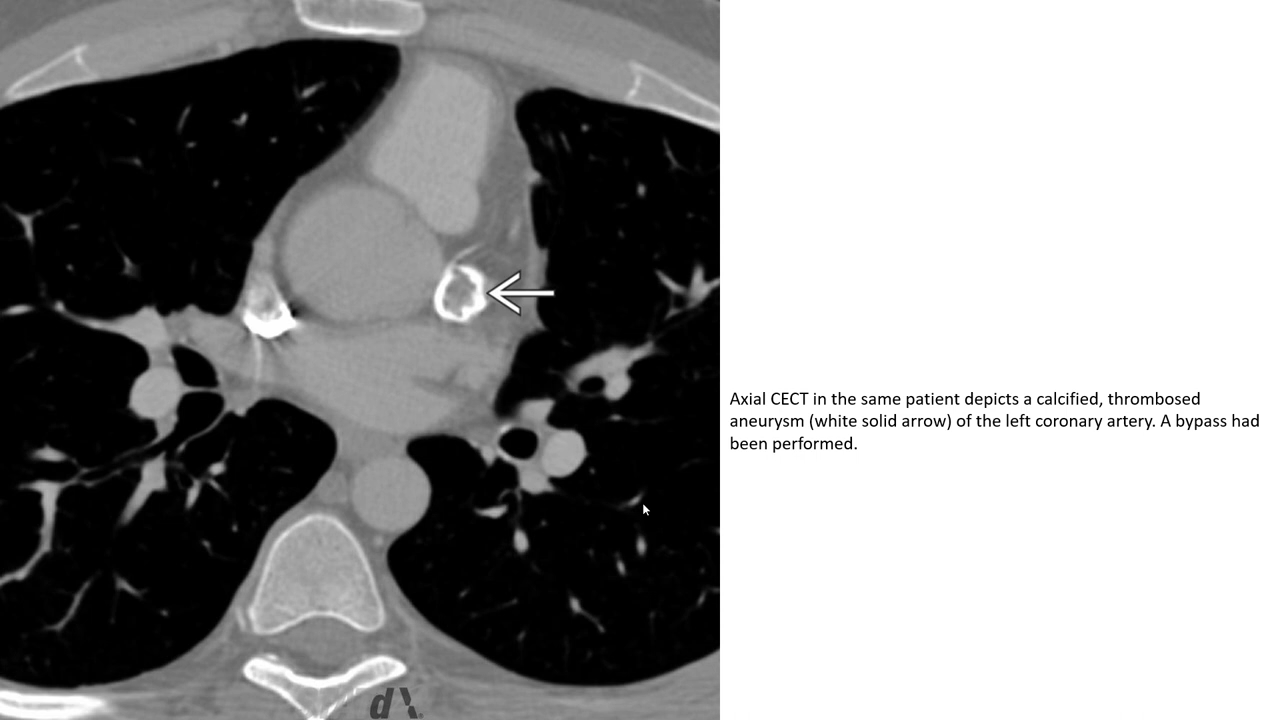 Axial CECT in the same patient depicts a calcified, thrombosed
aneurysm (white solid arrow) of the left coronary artery. A bypass had
been performed.